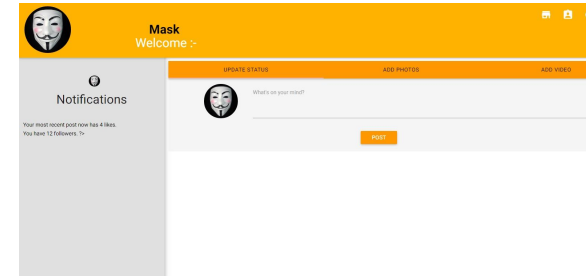 Mask
Welcome :-
UPDATE STATUS ADD PHOTOS ADD VIDEO
What's on your mind?
POST
Notifications
Your most recent post now has 4 likes.
You have 12 followers. ?>